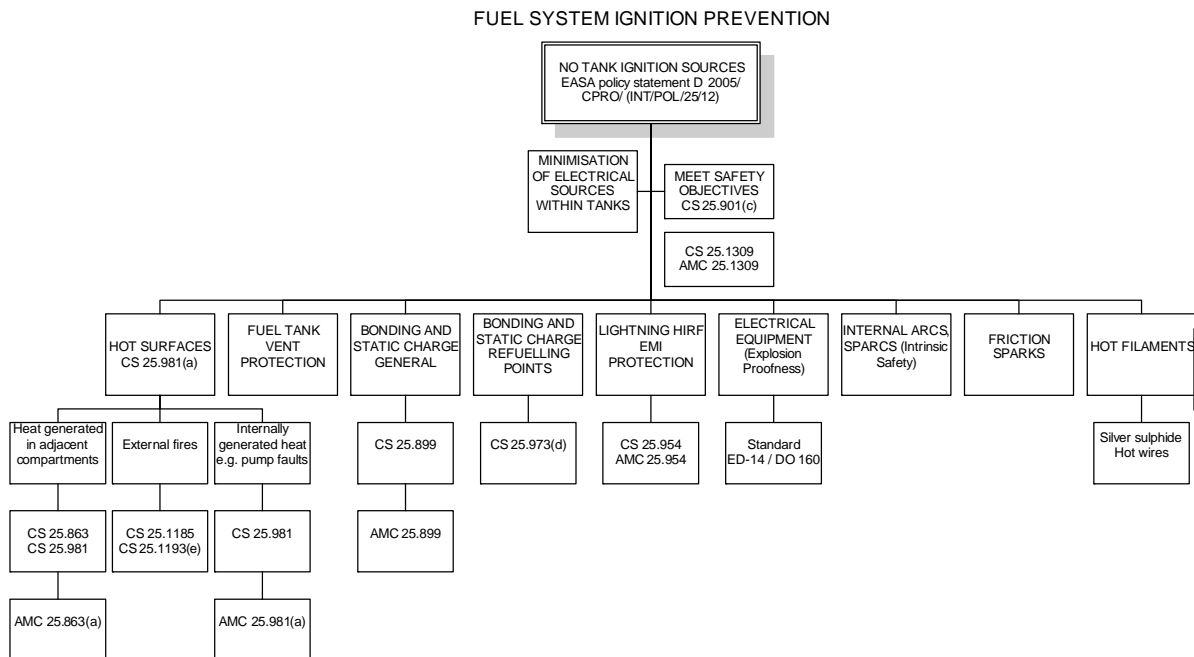 FUEL SYSTEM IGNITION PREVENTION
NO TANK IGNITION SOURCES
EASA policy statement D 2005/
CPRO/ (INT/POL/25/12)
MINIMISATION
OF ELECTRICAL
SOURCES
WITHIN TANKS
MEET SAFETY
OBJECTIVES
CS 25.901(c)
CS 25.1309
AMC 25.1309
HOT SURFACES
CS 25.981(a)
FUEL TANK
VENT
PROTECTION
BONDING AND
STATIC CHARGE
GENERAL
BONDING AND
STATIC CHARGE
REFUELLING
POINTS
LIGHTNING HIRF
EMI
PROTECTION
ELECTRICAL
EQUIPMENT
(Explosion
Proofness)
INTERNAL ARCS,
SPARCS (Intrinsic
Safety)
FRICTION
SPARKS
HOT FILAMENTS
Heat generated
in adjacent
compartments
External fires
Internally
generated heat
e.g. pump faults
CS 25.899
CS 25.973(d)
CS 25.954
AMC 25.954
Standard
ED-14 / DO 160
Silver sulphide
Hot wires
CS 25.863
CS 25.981
CS 25.1185
CS 25.1193(e)
CS 25.981
AMC 25.899
AMC 25.863(a)
AMC 25.981(a)